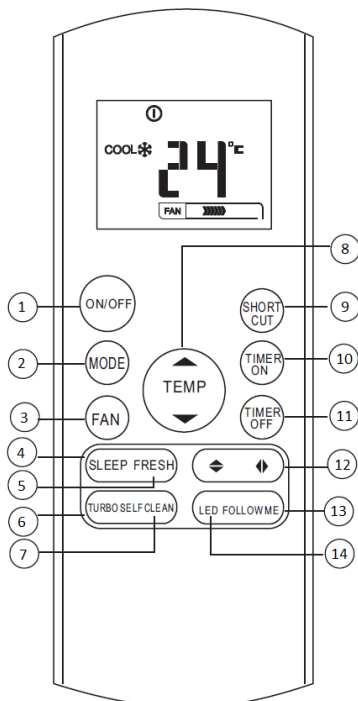 COOL 24°C
FAN
8
1 ON/OFF SHORT CUT 9
2 MODE TIMER ON 10
TEMP
3 FAN TIMER OFF 11
4 SLEEP FRESH 12
5
6 TURBO SELF CLEAN LED FOLLOW ME 13
7 14